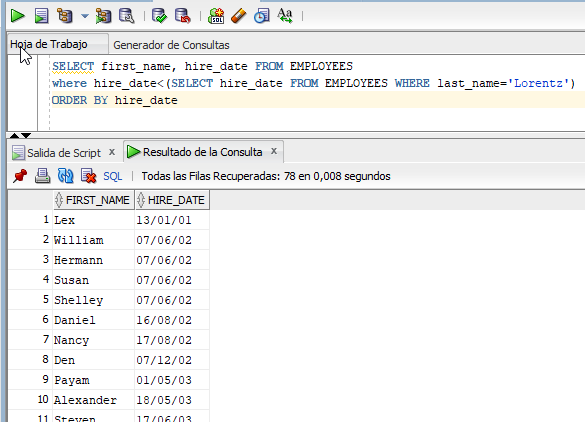 Hoja de Trabajo Generador de Consultas
SELECT first_name, hire_date FROM EMPLOYEES
where hire_date<(SELECT hire_date FROM EMPLOYEES WHERE last_name='Lorentz')
ORDER BY hire_date
Salida de Script x Resultado de la Consulta x
SQL | Todas las Filas Recuperadas: 78 en 0,008 segundos
FIRST_NAME HIRE_DATE
1 Lex 13/01/01
2 William 07/06/02
3 Hermann 07/06/02
4 Susan 07/06/02
5 Shelley 07/06/02
6 Daniel 16/08/02
7 Nancy 17/08/02
8 Den 07/12/02
9 Payam 01/05/03
10 Alexander 18/05/03
11 Steven 17/06/03